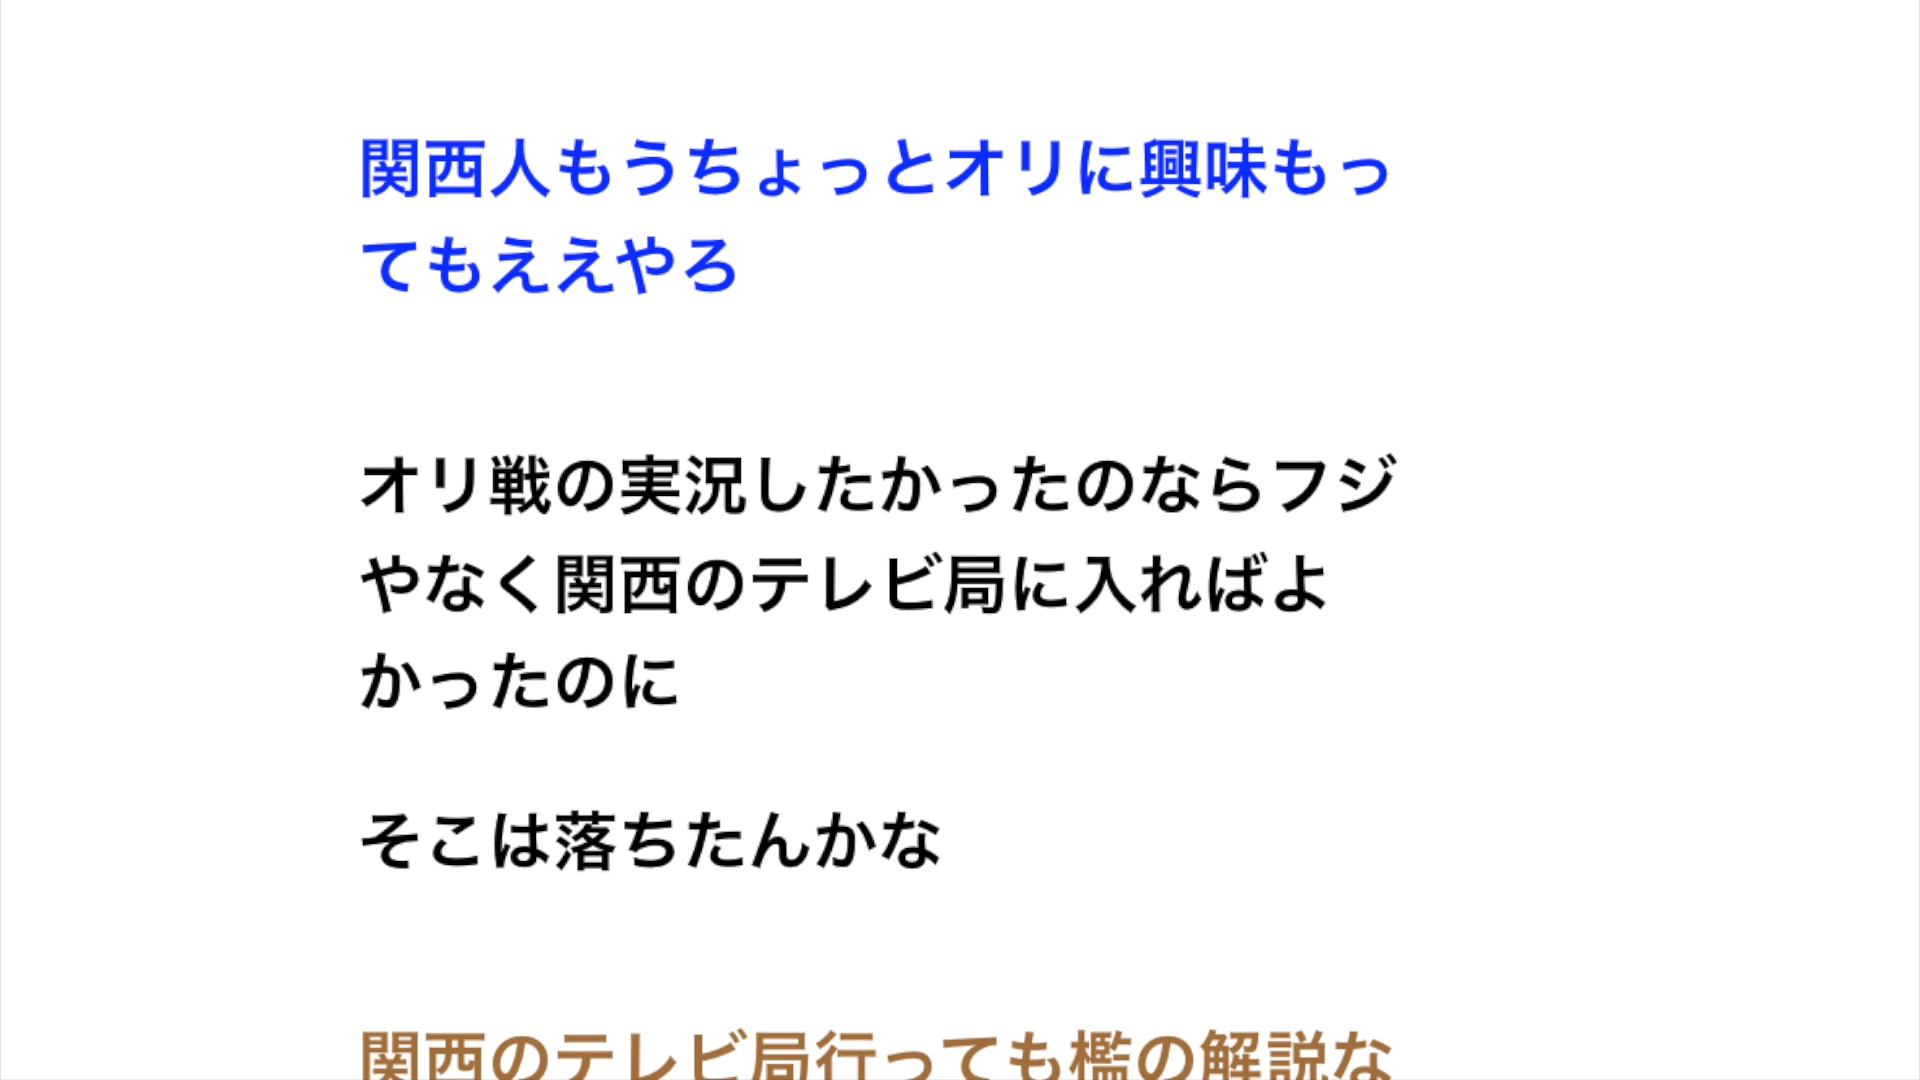 関西人もうちょっとオリに興味もっ
てもええやろ
オリ戦の実況したかったのならフジ
やなく関西のテレビ局に入ればよ
かったのに
そこは落ちたんかな
関西のテレビ局行っても檻の解説な